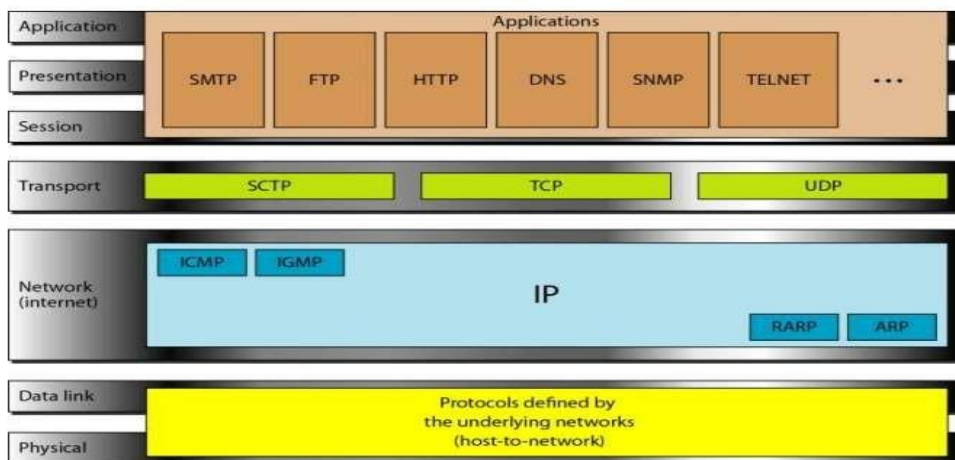 Application
Applications
Presentation
SMTP FTP HTTP DNS SNMP TELNET ...
Session
Transport
SCTP TCP UDP
Network
(internet)
ICMP IGMP
IP
RARP ARP
Data link
Physical
Protocols defined by
the underlying networks
(host-to-network)